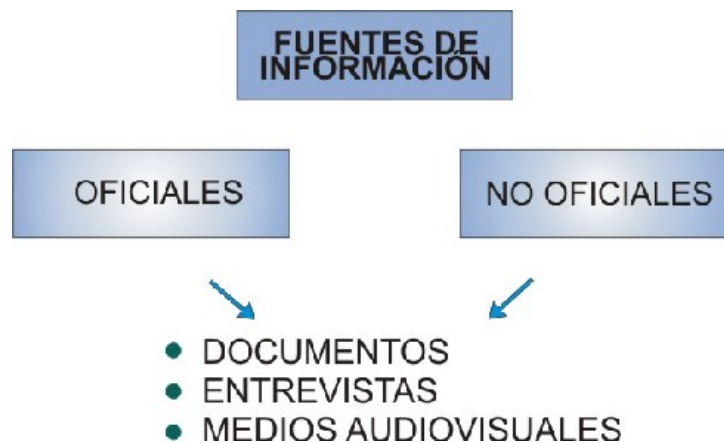 FUENTES DE
INFORMACIÓN
OFICIALES
NO OFICIALES
DOCUMENTOS
ENTREVISTAS
MEDIOS AUDIOVISUALES